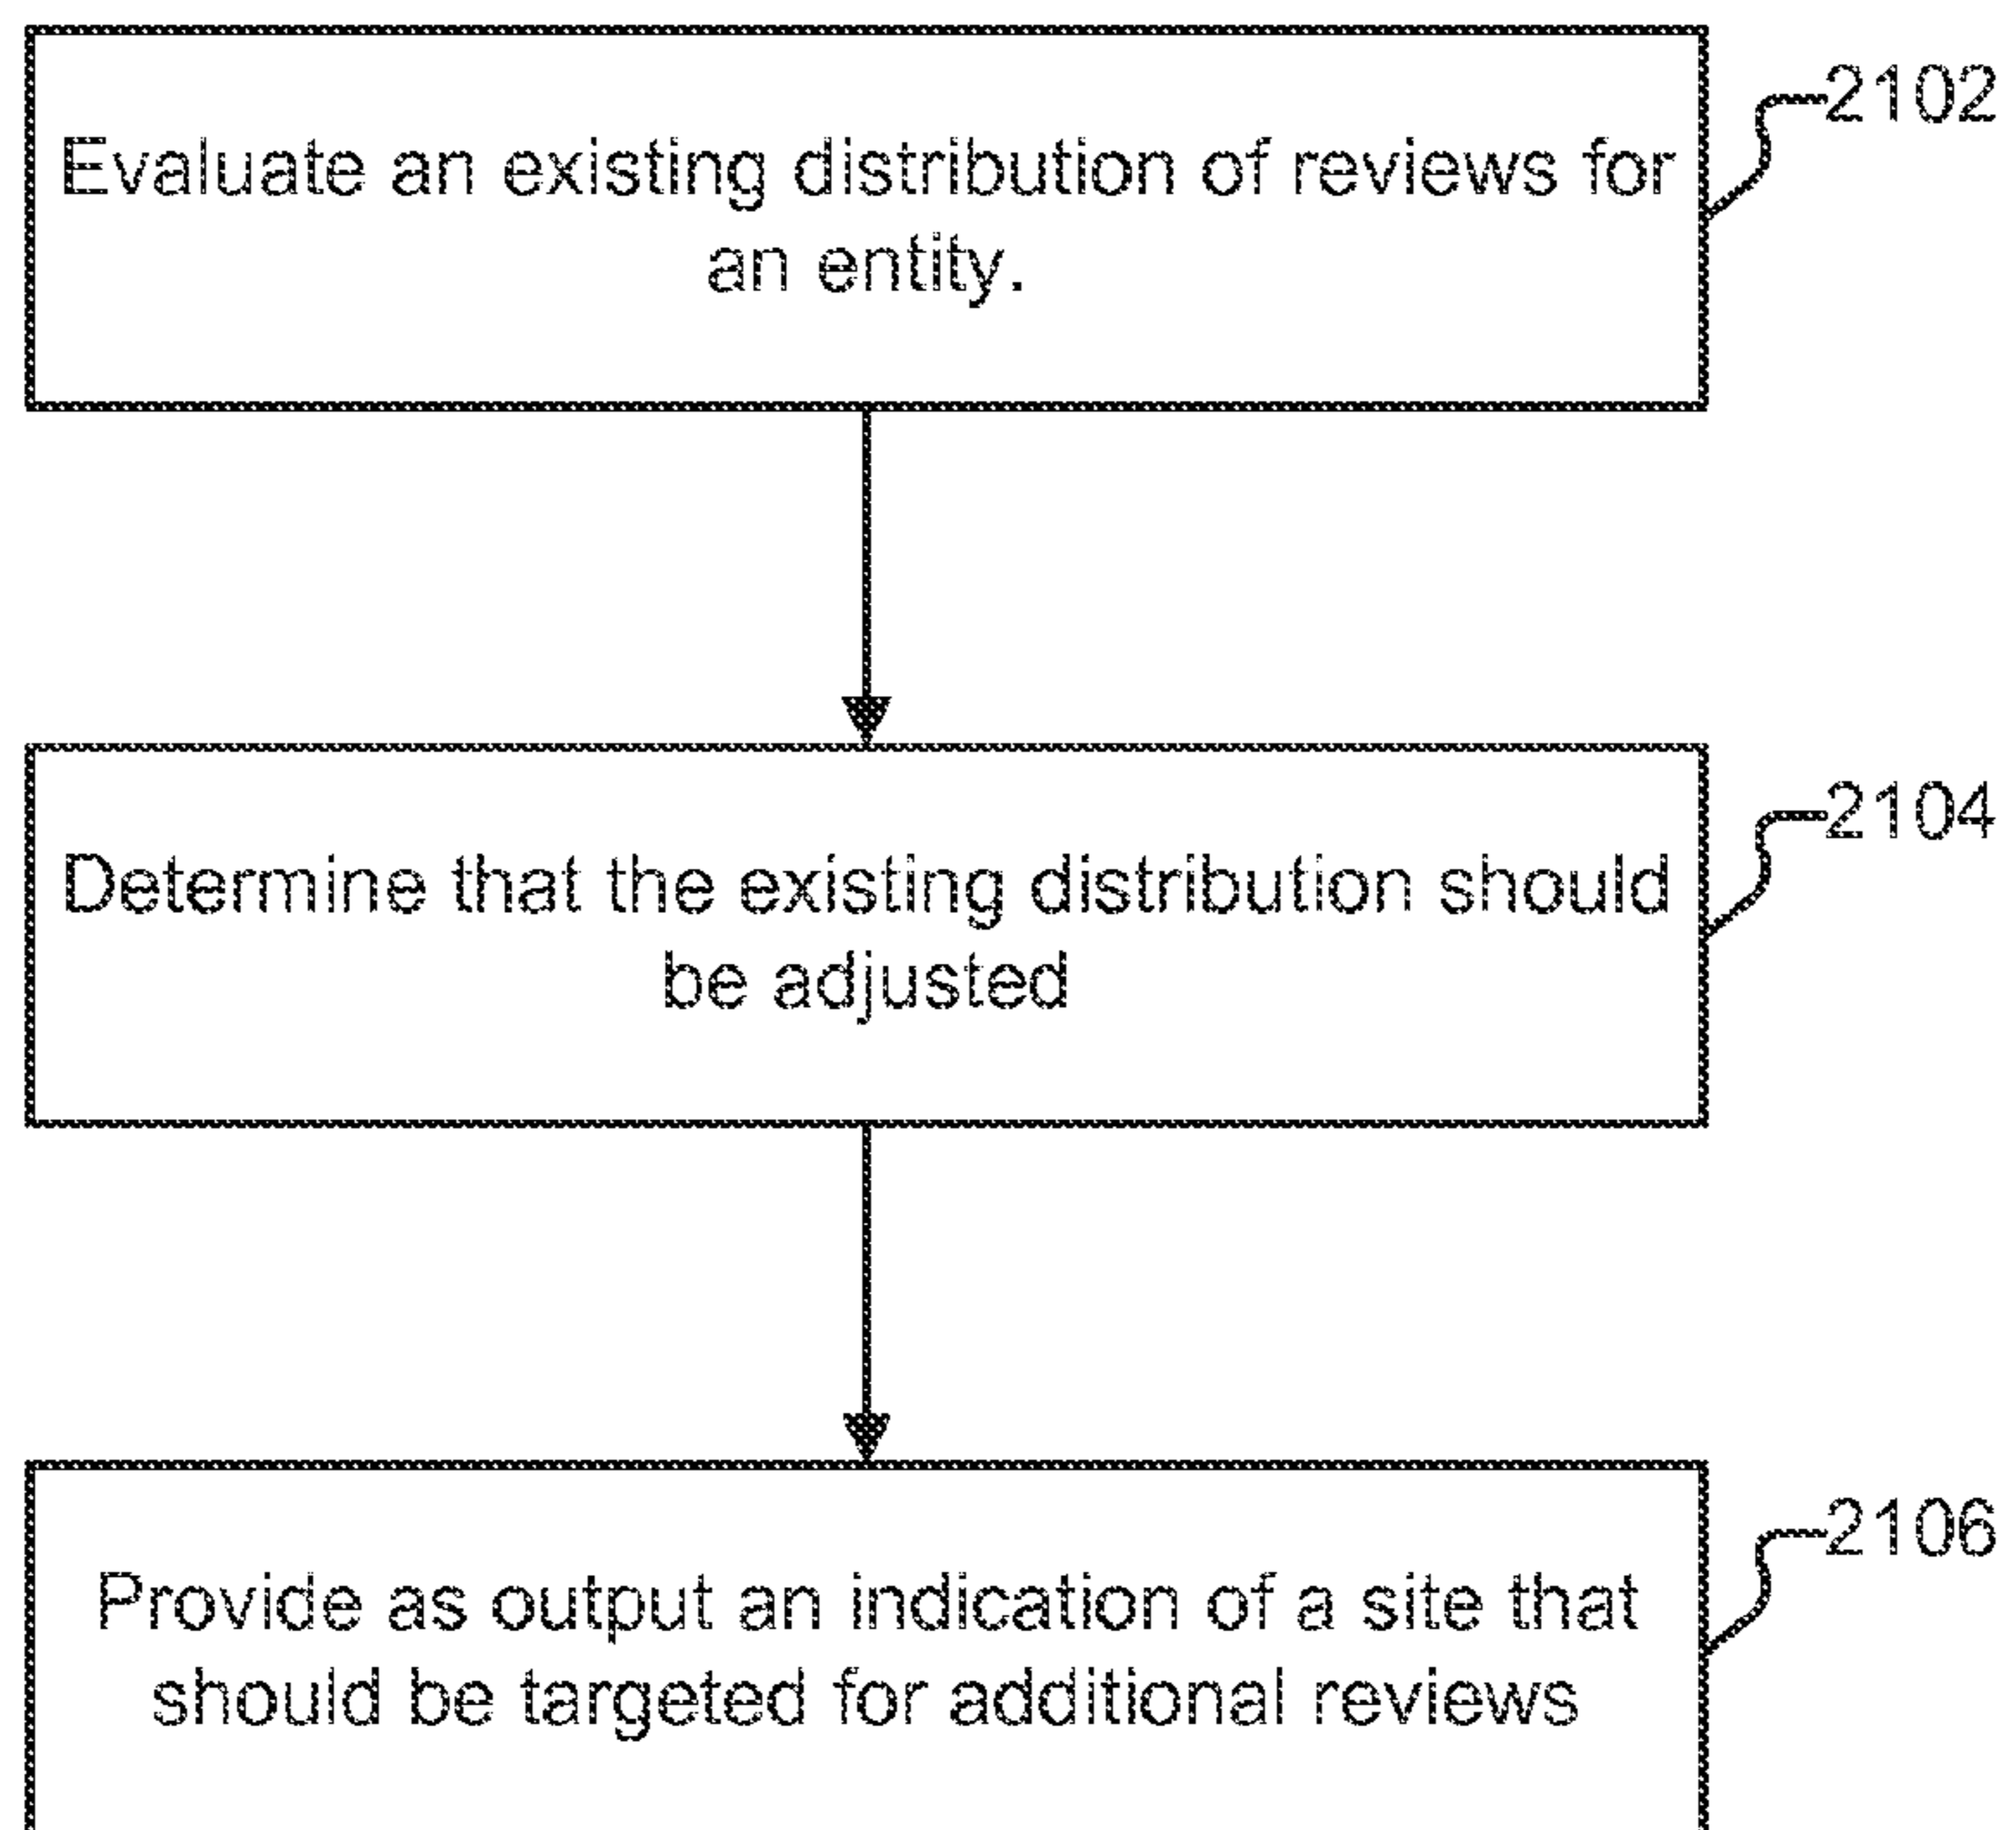 2102
Evaluate an existing distribution of reviews for
an entity.
2104
Determine that the existing distribution should
be adjusted
2106
Provide as output an indication of a site that
should be targeted for additional reviews